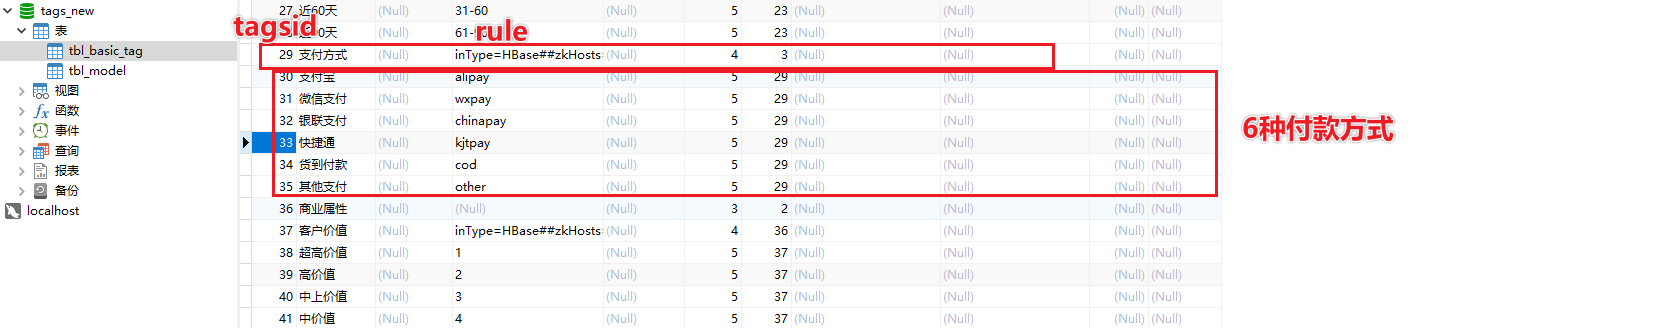 tags_new
表
tbl_basic_tag
tbl_model
视图
函数
事件
查询
报表
备份
localhost
tagsid
rule
27 近60天 (Null) 31-60 (Null) 5 23 (Null) (Null) (Null) (Null)
(Null) 61- (Null) 5 23 (Null) (Null) (Null) (Null)
29 支付方式 (Null) inType=HBase##zkHosts= (Null) 4 3 (Null) (Null) (Null) (Null)
30 支付宝 (Null) alipay (Null) 5 29 (Null) (Null) (Null) (Null)
31 微信支付 (Null) wxpay (Null) 5 29 (Null) (Null) (Null) (Null)
32 银联支付 (Null) chinapay (Null) 5 29 (Null) (Null) (Null) (Null)
33 快捷通 (Null) kjtpay (Null) 5 29 (Null) (Null) (Null) (Null)
34 货到付款 (Null) cod (Null) 5 29 (Null) (Null) (Null) (Null)
35 其他支付 (Null) other (Null) 5 29 (Null) (Null) (Null) (Null)
36 商业属性 (Null) (Null) (Null) 3 2 (Null) (Null) (Null) (Null)
37 客户价值 (Null) inType=HBase##zkHosts= (Null) 4 36 (Null) (Null) (Null) (Null)
38 超高价值 (Null) 1 (Null) 5 37 (Null) (Null) (Null) (Null)
39 高价值 (Null) 2 (Null) 5 37 (Null) (Null) (Null) (Null)
40 中上价值 (Null) 3 (Null) 5 37 (Null) (Null) (Null) (Null)
41 中价值 (Null) 4 (Null) 5 37 (Null) (Null) (Null) (Null)
6种付款方式